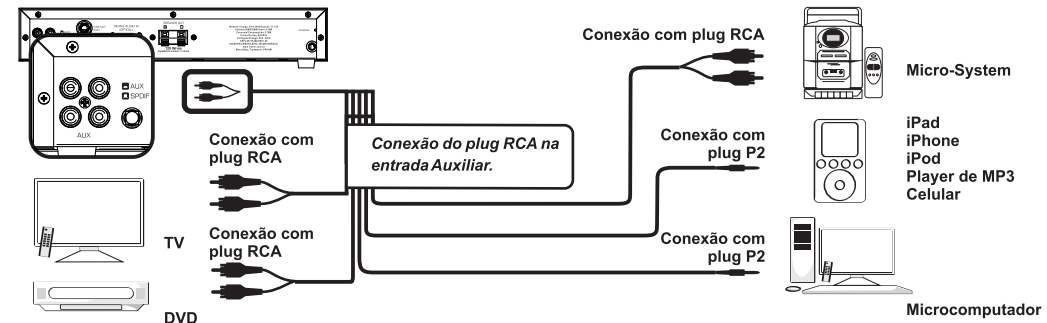 AUX
SPDIF
AUX
Conexão com plug RCA
Micro-System
Conexão com
plug RCA
Conexão do plug RCA na
entrada Auxiliar.
Conexão com
plug P2
iPad
iPhone
iPod
Player de MP3
Celular
TV
Conexão com
plug RCA
Conexão com
plug P2
Microcomputador
DVD